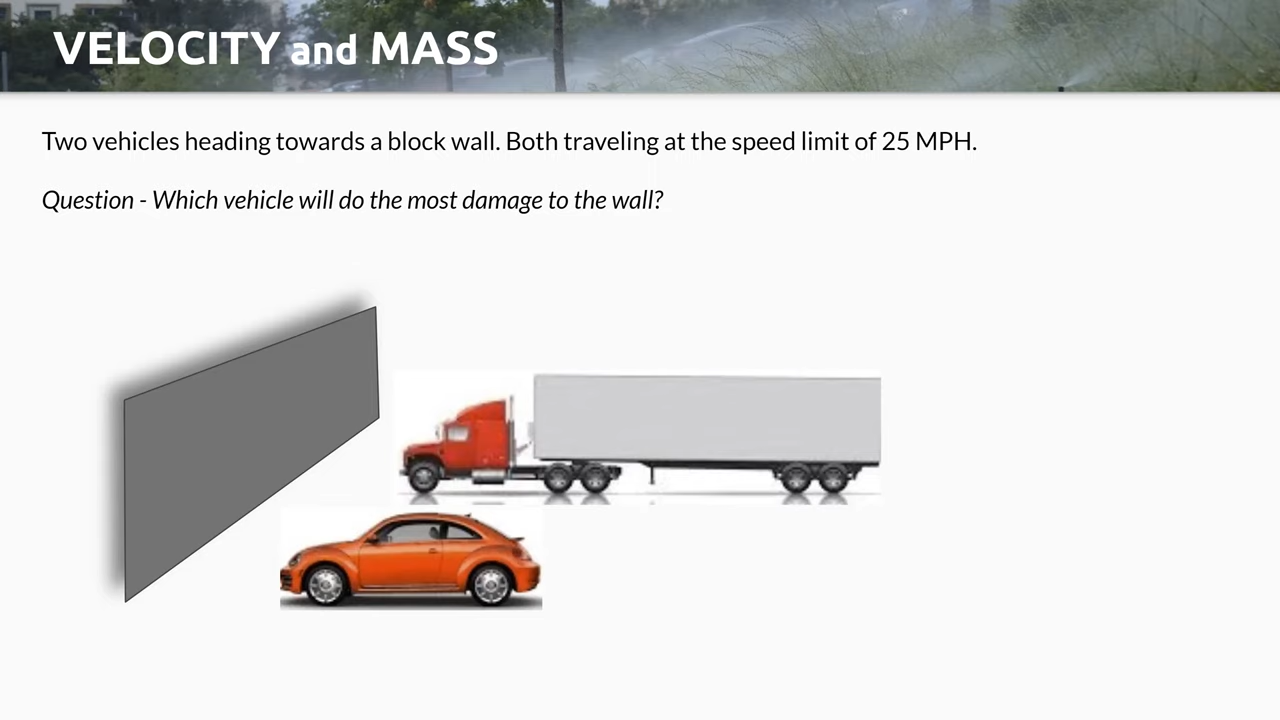 VELOCITY and MASS
Two vehicles heading towards a block wall. Both traveling at the speed limit of 25 MPH.
Question - Which vehicle will do the most damage to the wall?